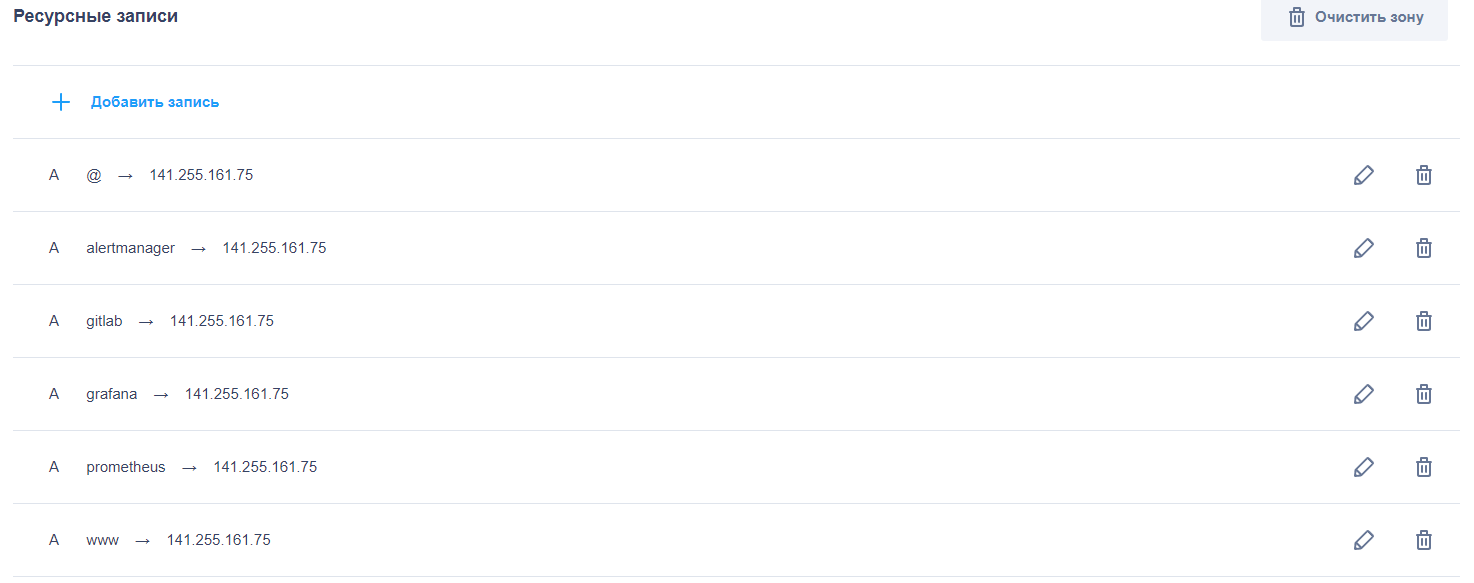 Ресурсные записи
Очистить зону
Добавить запись
A @ → 141.255.161.75
A alertmanager → 141.255.161.75
A gitlab → 141.255.161.75
A grafana → 141.255.161.75
A prometheus → 141.255.161.75
A www → 141.255.161.75